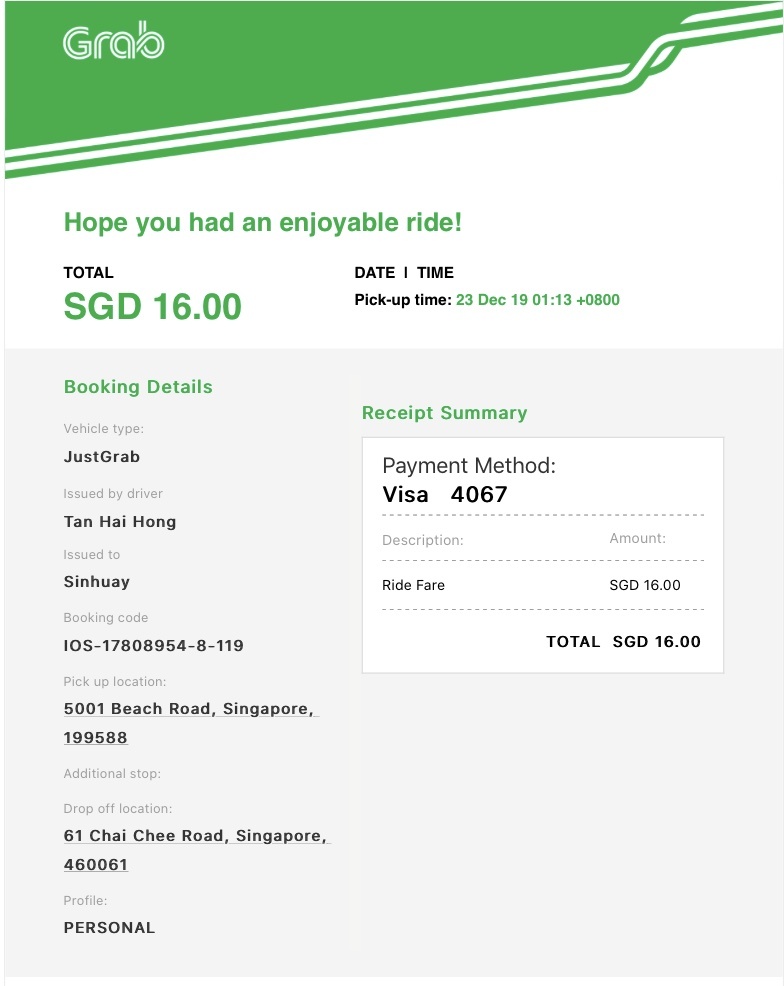 Grab
Hope you had an enjoyable ride!
TOTAL
SGD 16.00
DATE | TIME
Pick-up time: 23 Dec 19 01:13 +0800
Booking Details
Vehicle type:
JustGrab
Issued by driver
Tan Hai Hong
Issued to
Sinhuay
Booking code
IOS-17808954-8-119
Pick up location:
5001 Beach Road, Singapore,
199588
Additional stop:
Drop off location:
61 Chai Chee Road, Singapore,
460061
Profile:
PERSONAL
Receipt Summary
Payment Method:
Visa 4067
Description: Amount:
Ride Fare SGD 16.00
TOTAL SGD 16.00